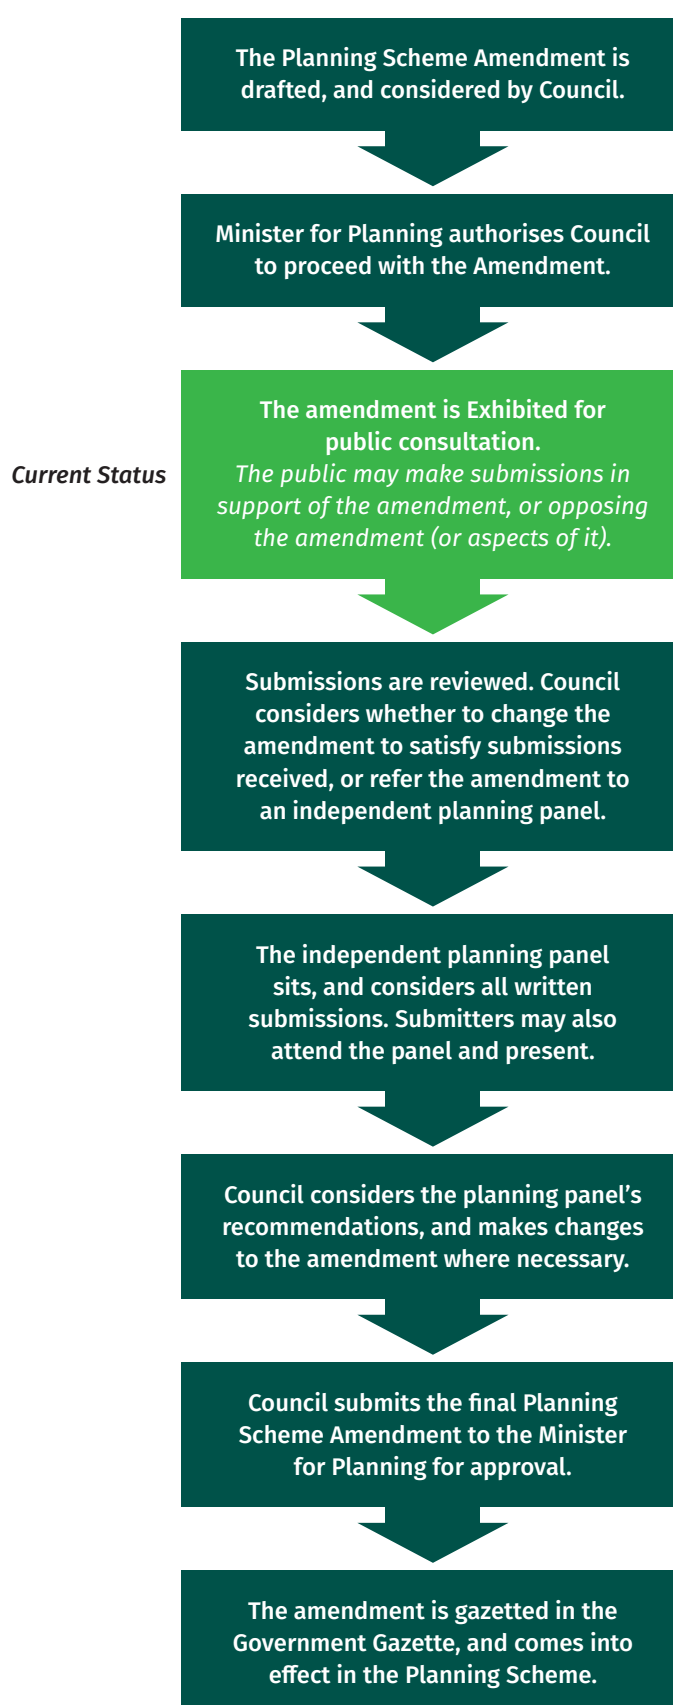 The Planning Scheme Amendment is
drafted, and considered by Council.
Minister for Planning authorises Council
to proceed with the Amendment.
Current Status
The amendment is Exhibited for
public consultation.
The public may make submissions in
support of the amendment, or opposing
the amendment (or aspects of it).
Submissions are reviewed. Council
considers whether to change the
amendment to satisfy submissions
received, or refer the amendment to
an independent planning panel.
The independent planning panel
sits, and considers all written
submissions. Submitters may also
attend the panel and present.
Council considers the planning panel’s
recommendations, and makes changes
to the amendment where necessary.
Council submits the final Planning
Scheme Amendment to the Minister
for Planning for approval.
The amendment is gazetted in the
Government Gazette, and comes into
effect in the Planning Scheme.